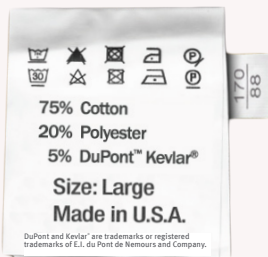 30
75% Cotton
20% Polyester
5% DuPont™ Kevlar®
Size: Large
Made in U.S.A.
DuPont and Kevlar® are trademarks or registered
trademarks of E.I. du Pont de Nemours and Company.
170
88